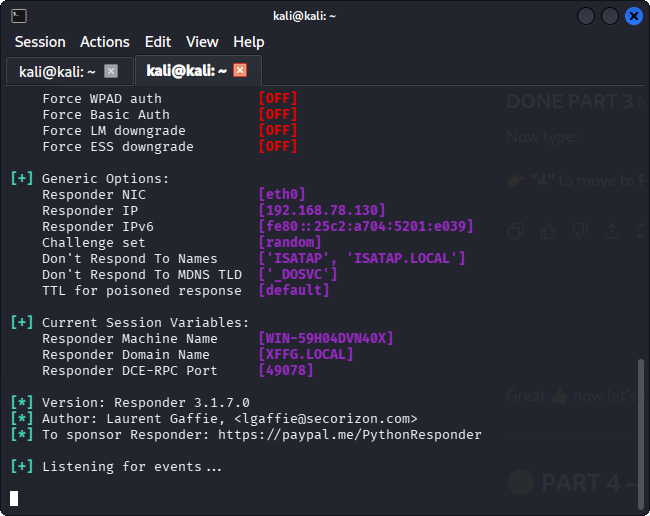 kali@kali: ~
Session Actions Edit View Help
kali@kali: ~ kali@kali: ~
Force WPAD auth [OFF]
Force Basic Auth [OFF]
Force LM downgrade [OFF]
Force ESS downgrade [OFF]
[+] Generic Options:
Responder NIC [eth0]
Responder IP [192.168.78.130]
Responder IPv6 [fe80::25c2:a704:5201:e039]
Challenge set [random]
Don't Respond To Names ['ISATAP', 'ISATAP.LOCAL']
Don't Respond To MDNS TLD ['_DOSVC']
TTL for poisoned response [default]
[+] Current Session Variables:
Responder Machine Name [WIN-59H04DVN40X]
Responder Domain Name [XFFG.LOCAL]
Responder DCE-RPC Port [49078]
[*] Version: Responder 3.1.7.0
[*] Author: Laurent Gaffie, <lgaffie@secorizon.com>
[*] To sponsor Responder: https://paypal.me/PythonResponder
[+] Listening for events...
DONE PART 3
Now type:
👉 “4” to move to
Great 👍 now let's
PART 4 –